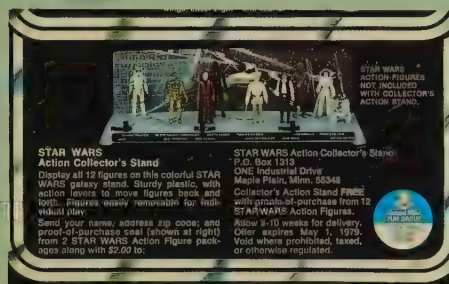 STAR WARS
ACTION FIGURES
NOT INCLUDED
WITH COLLECTOR'S
ACTION STAND.
STAR WARS
Action Collector's Stand
Display all 12 figures on this colorful STAR
WARS galaxy stand. Sturdy plastic, with
action levers to move figures back and
forth. Figures easily removable for indi-
vidual play.
Send your name, address zip code, and
proof-of-purchase seal (shown at right)
from 2 STAR WARS Action Figure pack-
ages along with $2.00 to:
STAR WARS Action Collector's Stand
P.O. Box 1313
ONE Industrial Drive
Maple Plain, Minn. 55348
Collector's Action Stand FREE
with proofs-of-purchase from 12
STAR WARS Action Figures.
Allow 8-10 weeks for delivery.
Offer expires May 1, 1979.
Void where prohibited, taxed,
or otherwise regulated.